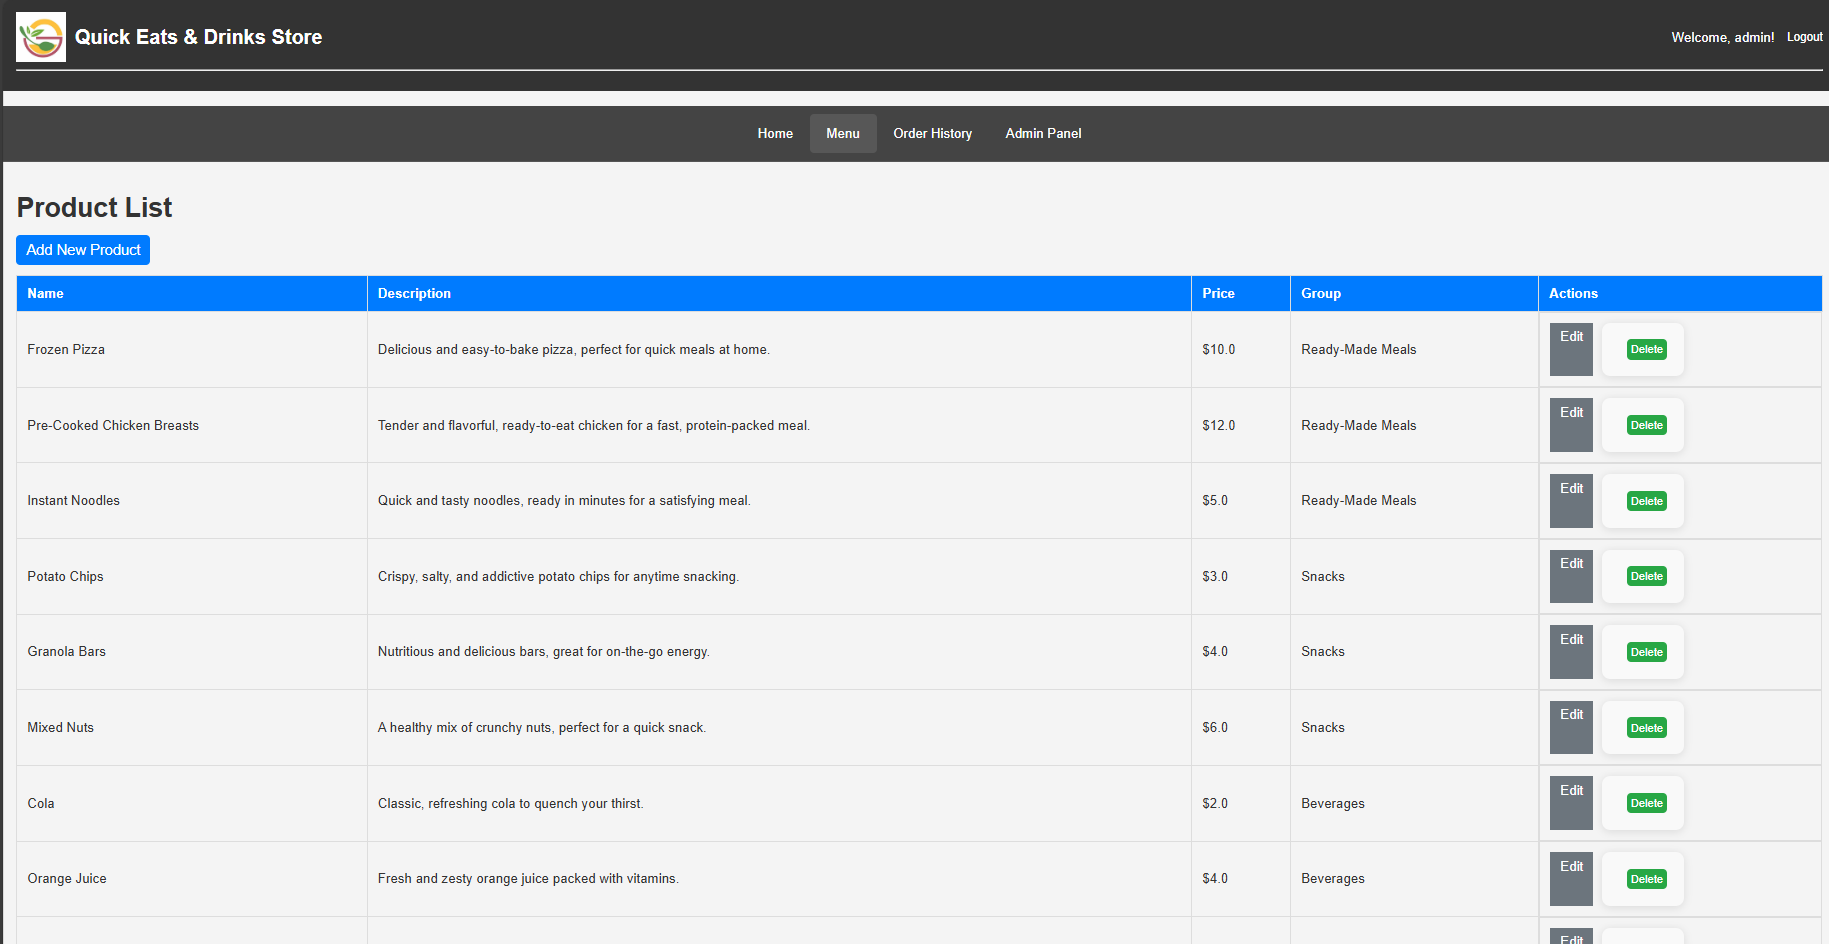 Quick Eats & Drinks Store
Welcome, admin! Logout
Home Menu Order History Admin Panel
Product List
Add New Product
Name Description Price Group Actions
Frozen Pizza Delicious and easy-to-bake pizza, perfect for quick meals at home. $10.0 Ready-Made Meals Edit Delete
Pre-Cooked Chicken Breasts Tender and flavorful, ready-to-eat chicken for a fast, protein-packed meal. $12.0 Ready-Made Meals Edit Delete
Instant Noodles Quick and tasty noodles, ready in minutes for a satisfying meal. $5.0 Ready-Made Meals Edit Delete
Potato Chips Crispy, salty, and addictive potato chips for anytime snacking. $3.0 Snacks Edit Delete
Granola Bars Nutritious and delicious bars, great for on-the-go energy. $4.0 Snacks Edit Delete
Mixed Nuts A healthy mix of crunchy nuts, perfect for a quick snack. $6.0 Snacks Edit Delete
Cola Classic, refreshing cola to quench your thirst. $2.0 Beverages Edit Delete
Orange Juice Fresh and zesty orange juice packed with vitamins. $4.0 Beverages Edit Delete
Edit